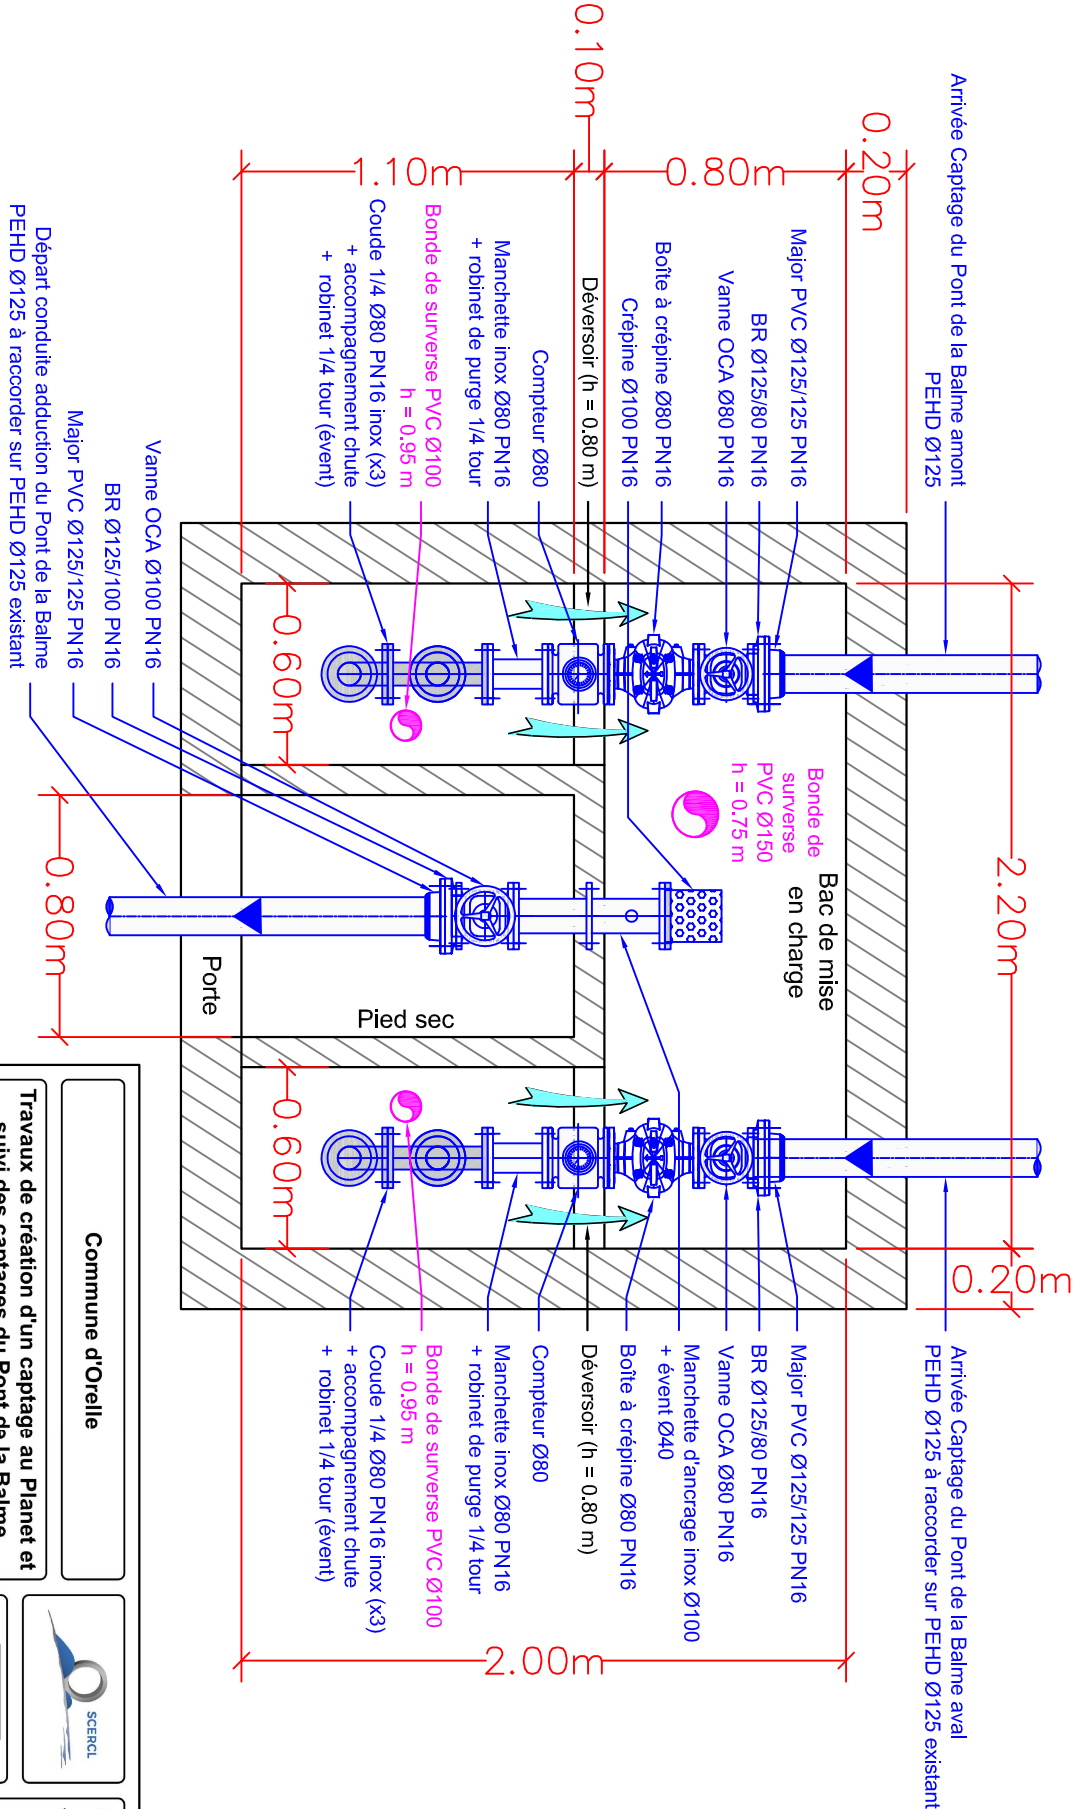 Arrivée Captage du Pont de la Balme amont
PEHD Ø125
Major PVC Ø125/125 PN16
BR Ø125/80 PN16
Vanne OCA Ø80 PN16
Boîte à crépine Ø80 PN16
Crépine Ø100 PN16
Déversoir (h = 0.80 m)
Compteur Ø80
Manchette inox Ø80 PN16
+ robinet de purge 1/4 tour
Bonde de surverse PVC Ø100
h = 0.95 m
Coude 1/4 Ø80 PN16 inox (x3)
+ accompagnement chute
+ robinet 1/4 tour (évent)
Vanne OCA Ø100 PN16
BR Ø125/100 PN16
Major PVC Ø125/125 PN16
Départ conduite adduction du Pont de la Balme
PEHD Ø125 à raccorder sur PEHD Ø125 existant
0.20m
0.80m
0.10m
1.10m
2.20m
0.20m
2.00m
0.60m
0.80m
0.60m
Bonde de
surverse
PVC Ø150
h = 0.75 m
Bac de mise
en charge
Pied sec
Porte
Arrivée Captage du Pont de la Balme aval
PEHD Ø125 à raccorder sur PEHD Ø125 existant
Major PVC Ø125/125 PN16
BR Ø125/80 PN16
Vanne OCA Ø80 PN16
Manchette d'ancrage inox Ø100
+ évent Ø40
Boîte à crépine Ø80 PN16
Déversoir (h = 0.80 m)
Compteur Ø80
Manchette inox Ø80 PN16
+ robinet de purge 1/4 tour
Bonde de surverse PVC Ø100
h = 0.95 m
Coude 1/4 Ø80 PN16 inox (x3)
+ accompagnement chute
+ robinet 1/4 tour (évent)
Commune d'Orelle
Travaux de création d'un captage au Planet et
suivi des captages du Pont de la Balme
SCERCL